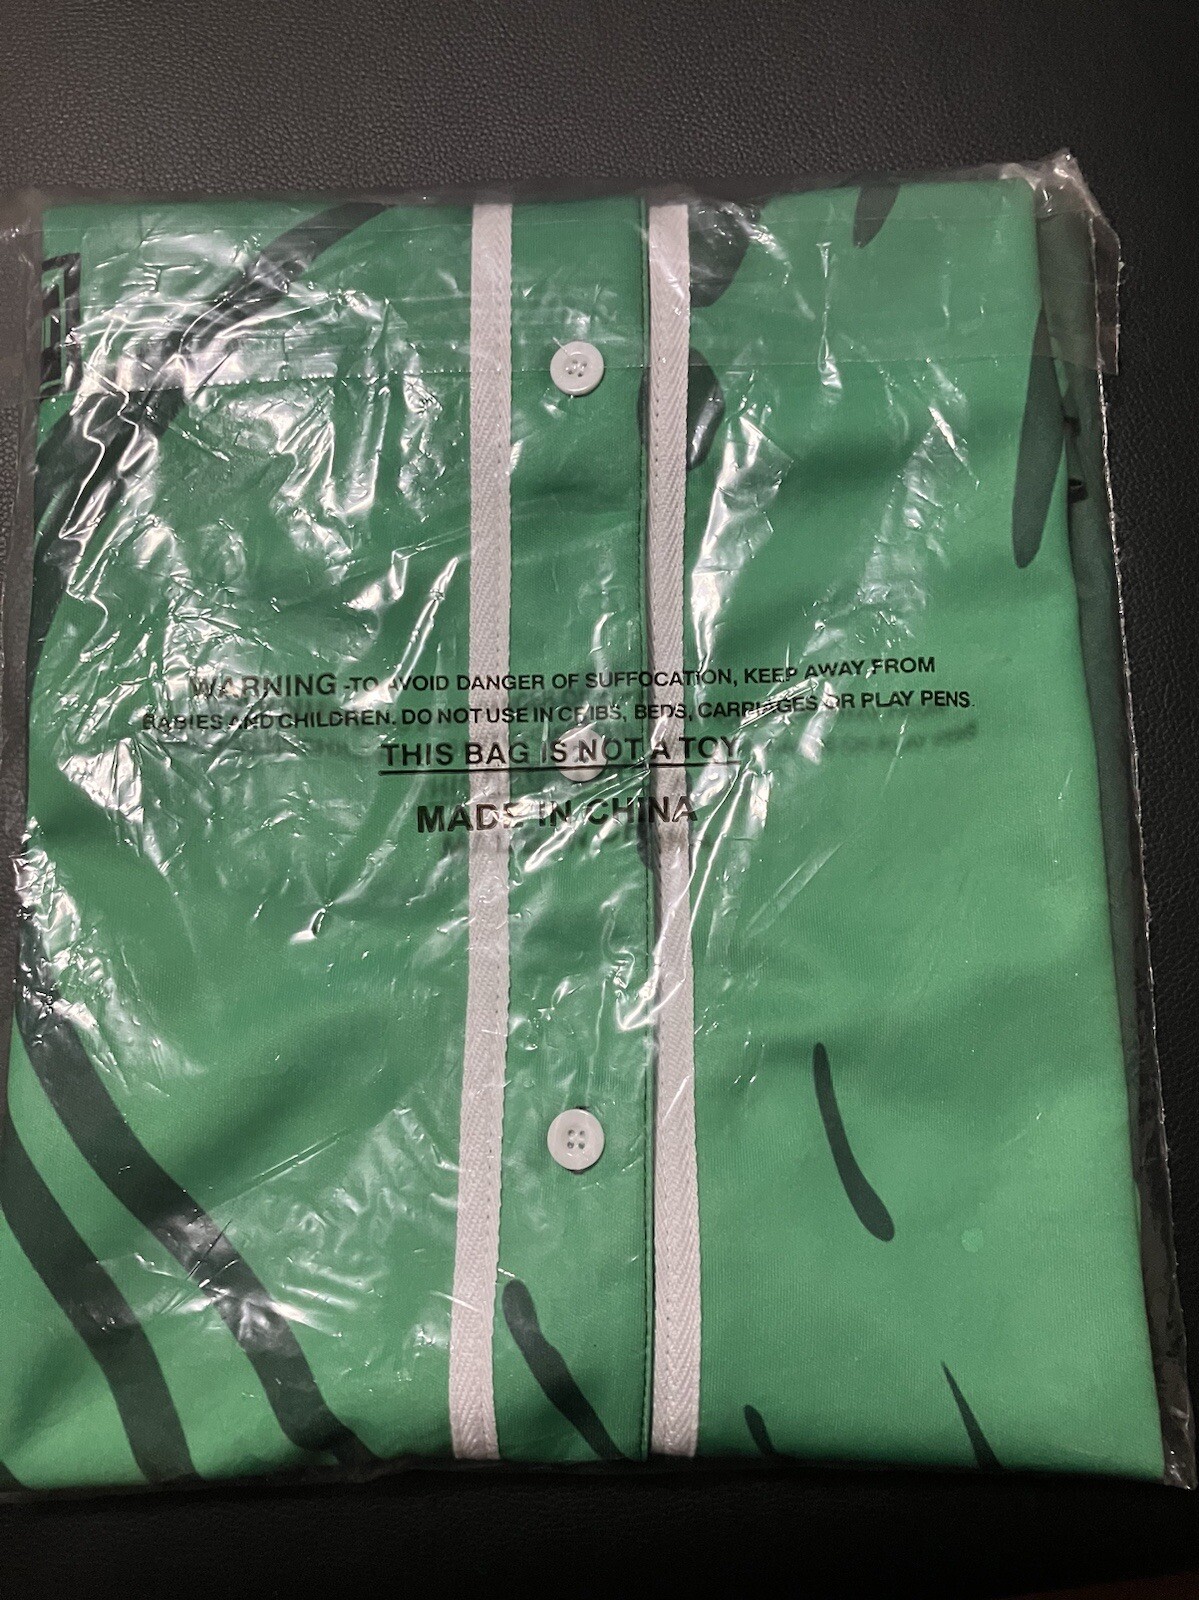 WARNING -TO AVOID DANGER OF SUFFOCATION, KEEP AWAY FROM
BABIES AND CHILDREN. DO NOT USE IN CRIBS, BEDS, CARRIAGES OR PLAY PENS.
THIS BAG IS NOT A TOY
MADE IN CHINA